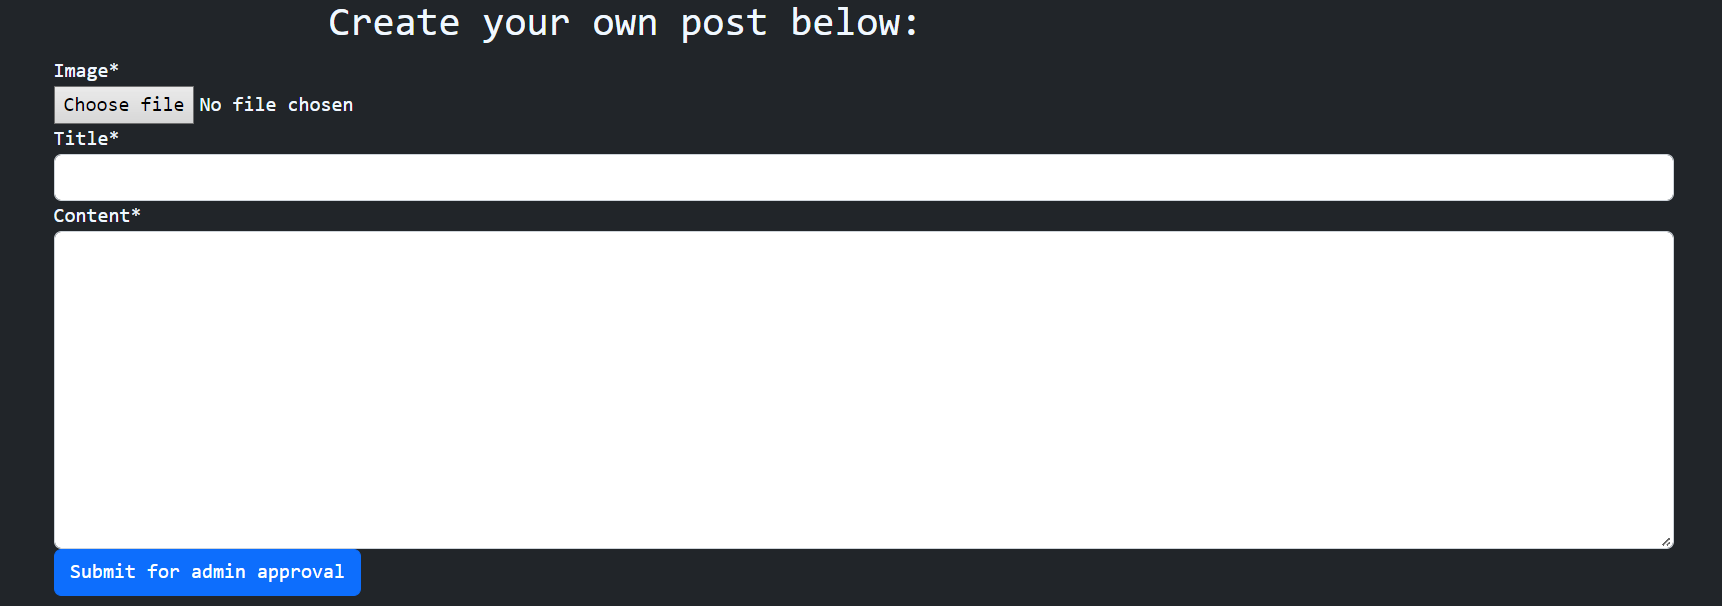 Create your own post below:
Image*
Choose file No file chosen
Title*
Content*
Submit for admin approval